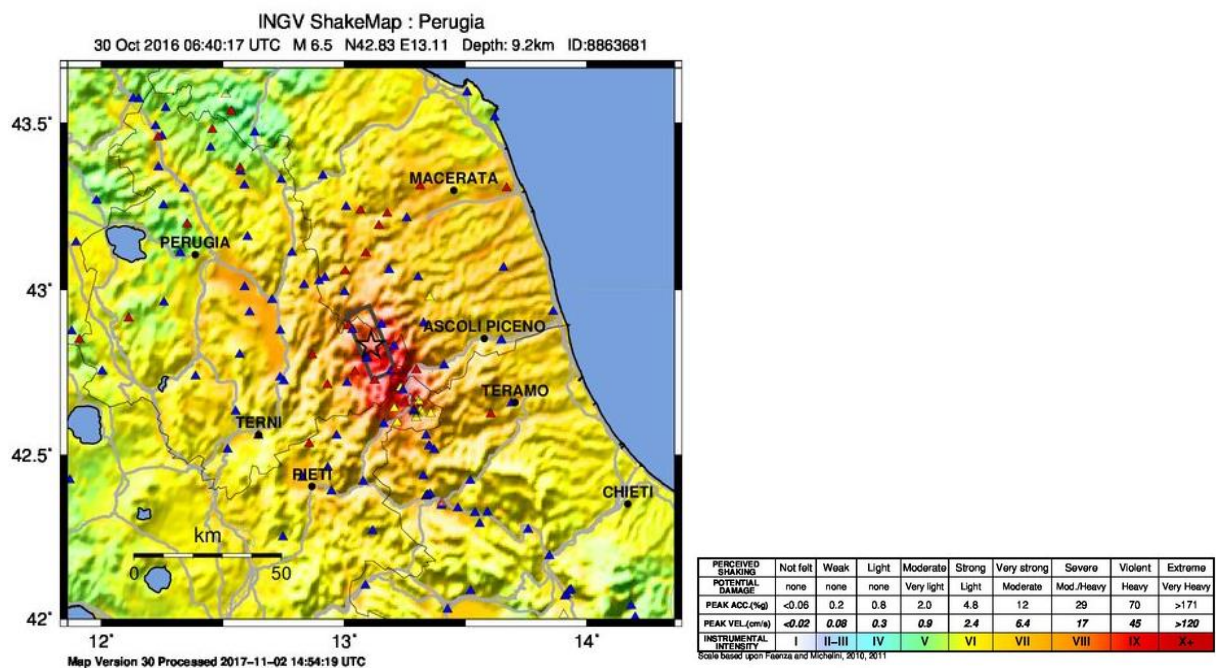 INGV ShakeMap : Perugia
30 Oct 2016 06:40:17 UTC M 6.5 N42.83 E13.11 Depth: 9.2km ID:8863681
43.5˚
MACERATA
PERUGIA
43˚
ASCOLI PICENO
TERAMO
TERNI
42.5˚
RIETI
CHIETI
km
0 50
42˚
12˚ 13˚ 14˚
Map Version 30 Processed 2017-11-02 14:54:19 UTC
PERCEIVED SHAKING Not felt Weak Light Moderate Strong Very strong Severe Violent Extreme
POTENTIAL DAMAGE none none none Very light Light Moderate Mod./Heavy Heavy Very Heavy
PEAK ACC.(%g) <0.06 0.2 0.8 2.0 4.8 12 29 70 >171
PEAK VEL.(cm/s) <0.02 0.08 0.3 0.9 2.4 6.4 17 45 >120
INSTRUMENTAL INTENSITY I II-III IV V VI VII VIII IX X+
Scale based upon Faenza and Michelini, 2010, 2011